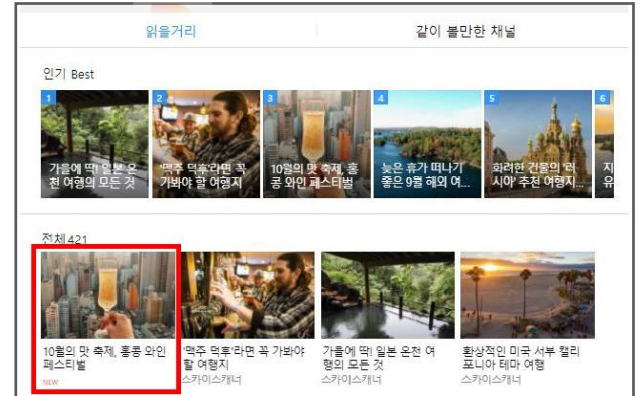 읽을거리
같이 볼만한 채널
인기 Best
1
가을에 딱! 일본 온
천 여행의 모든 것
2
'맥주 덕후'라면 꼭
가봐야 할 여행지
3
10월의 맛 축제, 홍
콩 와인 페스티벌
4
늦은 휴가 떠나기
좋은 9월 해외 여...
5
화려한 건물의 '러
시아' 추천 여행지...
6
지
유
전체 421
10월의 맛 축제, 홍콩 와인
페스티벌
NEW
'맥주 덕후'라면 꼭 가봐야
할 여행지
스카이스캐너
가을에 딱! 일본 온천 여
행의 모든 것
스카이스캐너
환상적인 미국 서부 캘리
포니아 테마 여행
스카이스캐너